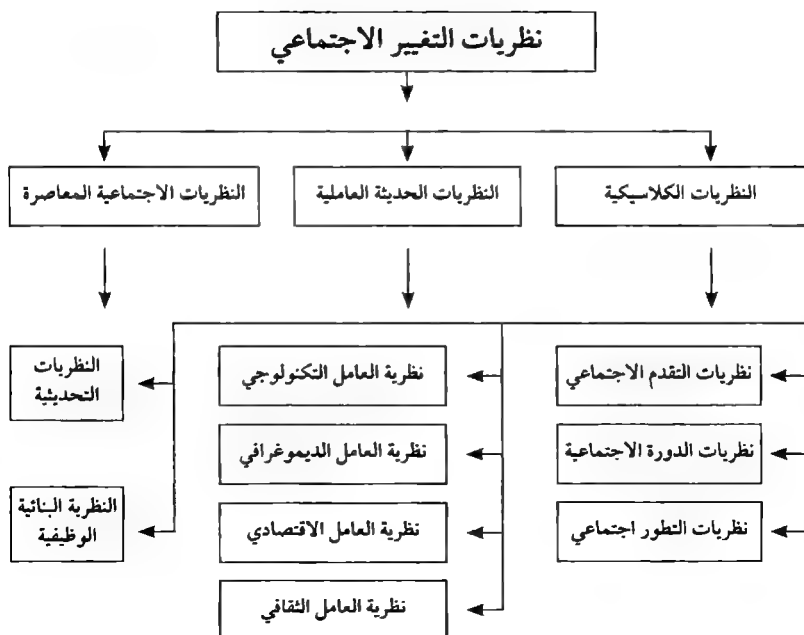 نظريات التغيير الاجتماعي
النظريات الكلاسيكية
النظريات الحديثة العاملية
النظريات الاجتماعية المعاصرة
نظريات التقدم الاجتماعي
نظريات الدورة الاجتماعية
نظريات التطور اجتماعي
نظرية العامل التكنولوجي
نظرية العامل الديموغرافي
نظرية العامل الاقتصادي
نظرية العامل الثقافي
النظريات
التحديثية
النظرية البنائية
الوظيفية